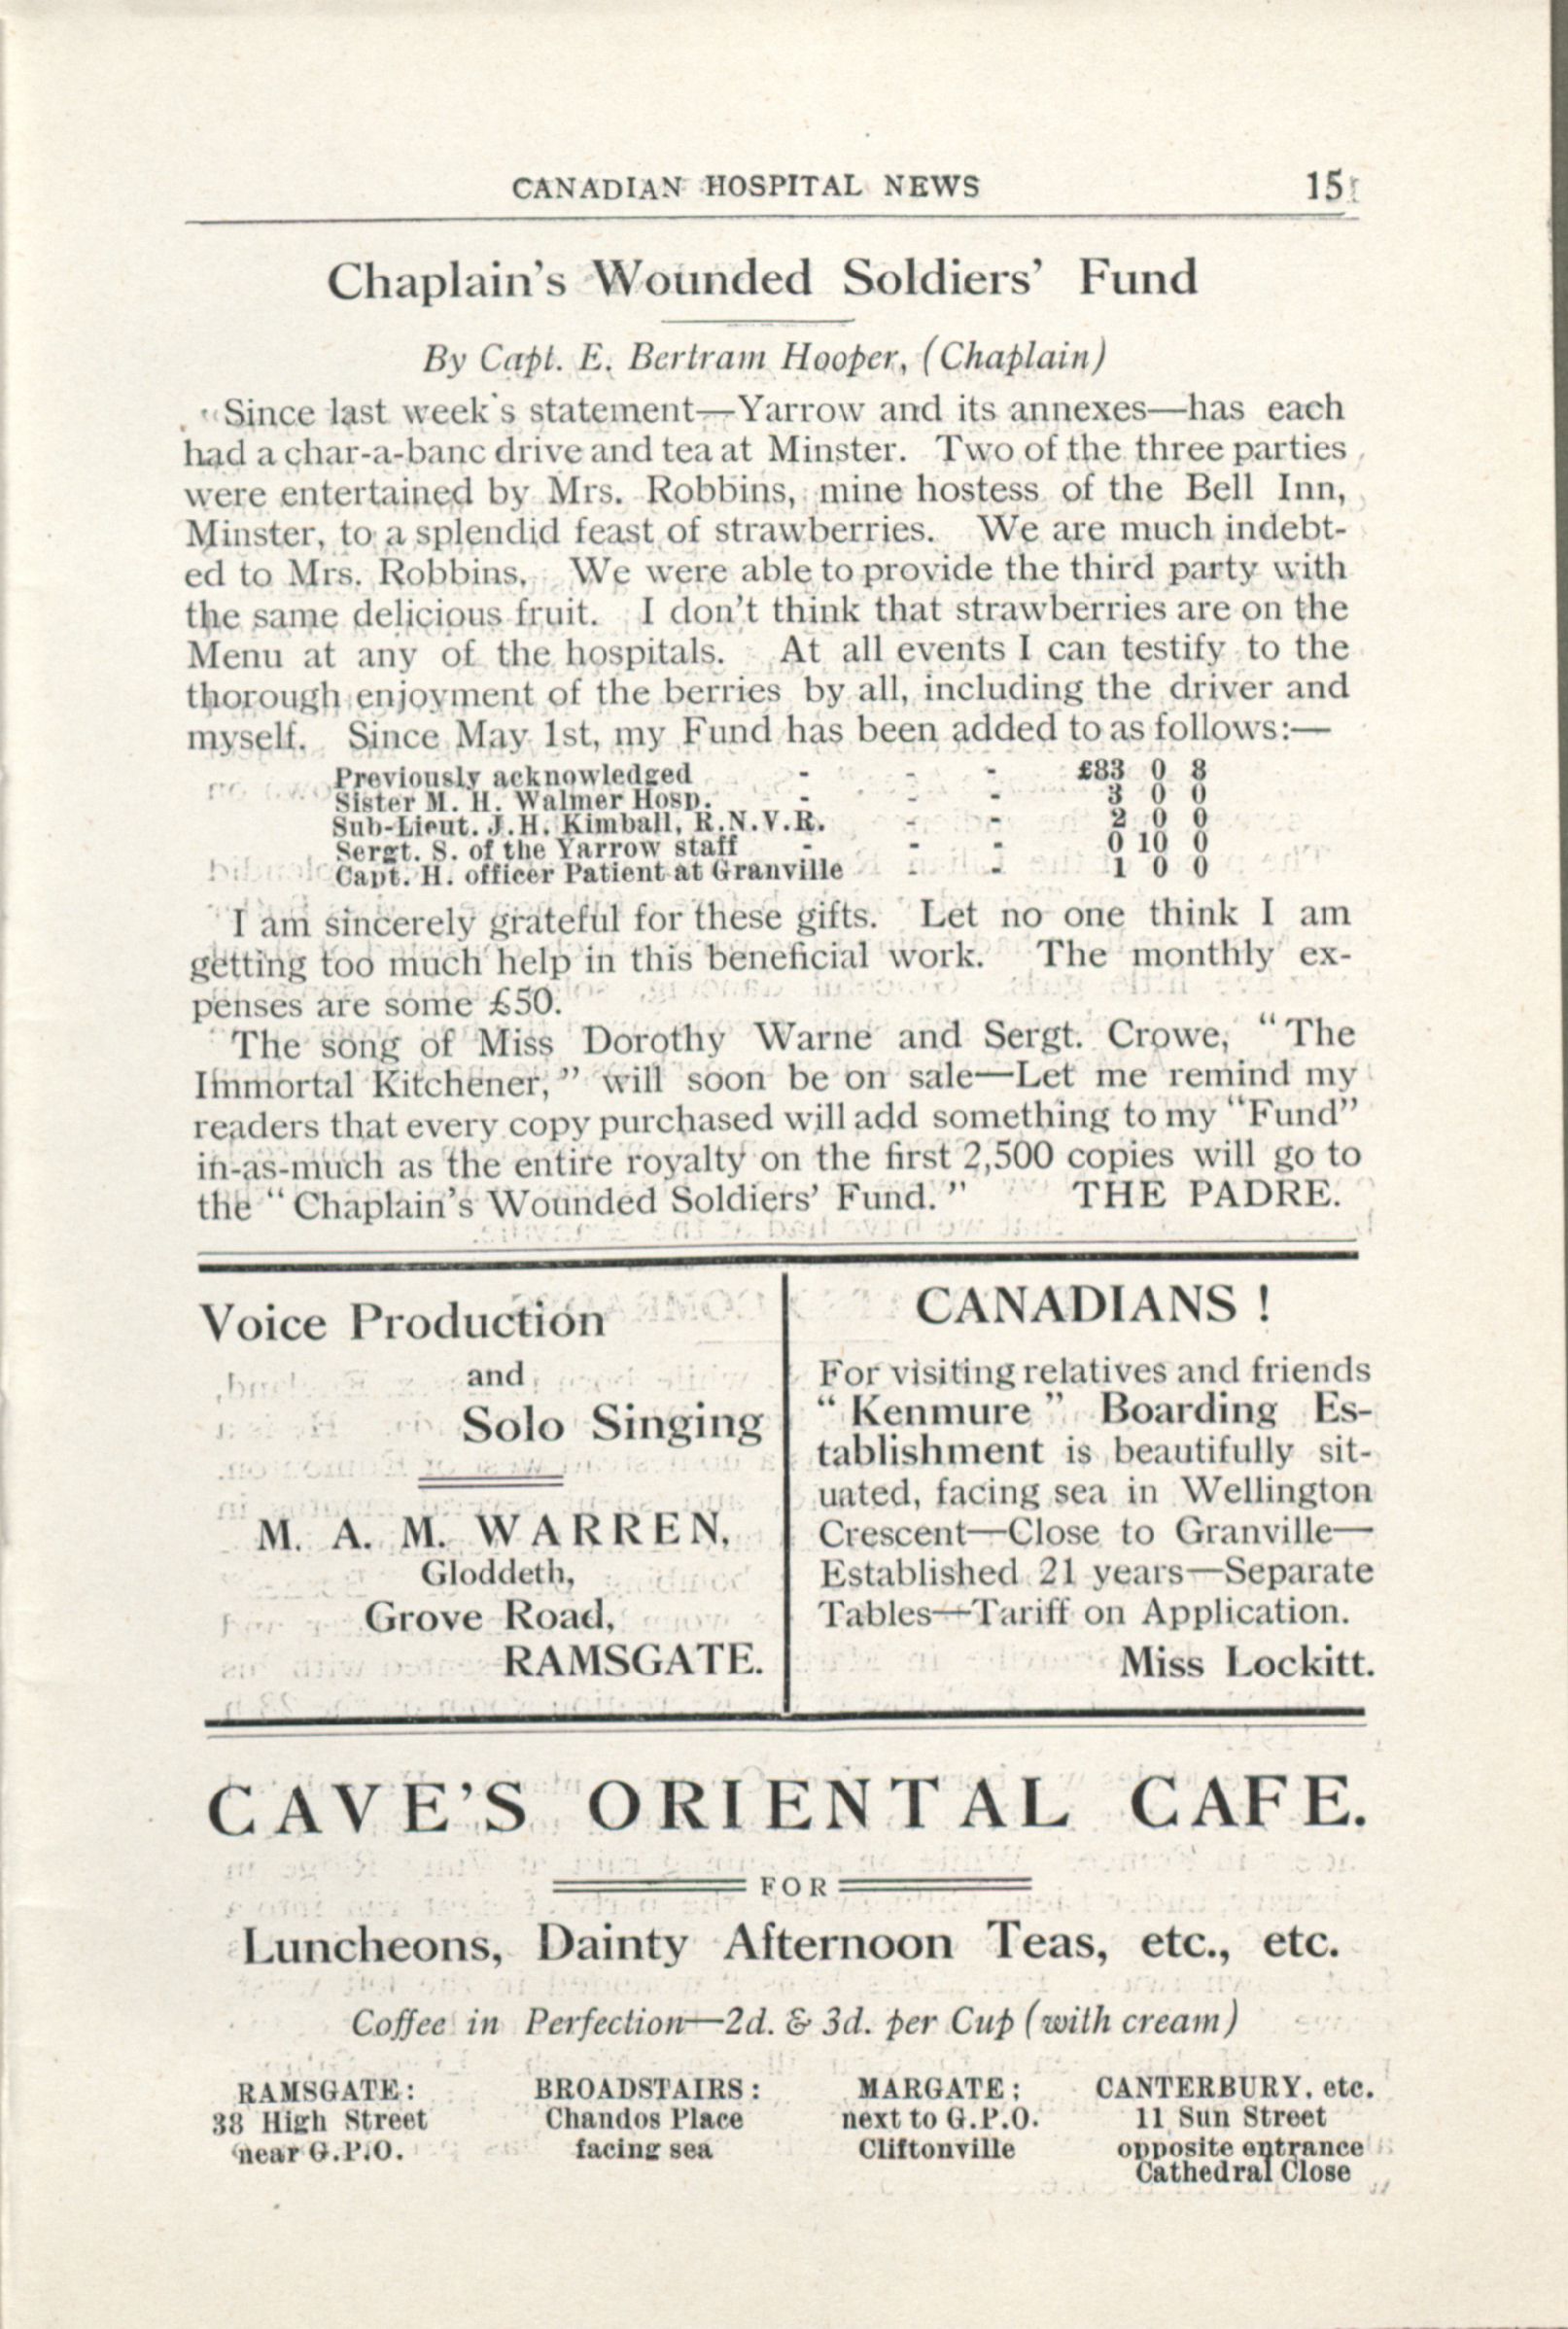 CANADIAN HOSPITAL NEWS 15
Chaplain's Wounded Soldiers' Fund
By Capt. E. Bertram Hooper, (Chaplain)
Since last week's statement—Yarrow and its annexes—has each
had a char-a-banc drive and tea at Minster. Two of the three parties
were entertained by Mrs. Robbins, mine hostess of the Bell Inn,
Minster, to a splendid feast of strawberries. We are much indebt-
ed to Mrs. Robbins. We were able to provide the third party with
the same delicious fruit. I don't think that strawberries are on the
Menu at any of the hospitals. At all events I can testify to the
thorough enjoyment of the berries by all, including the driver and
myself. Since May 1st, my Fund has been added to as follows:—
Previously acknowledged - - - £83 0 8
Sister M. H. Walmer Hosp. - - - 3 0 0
Sub-Lieut. J.H. Kimball, R.N.V.R. - - 2 0 0
Sergt. S. of the Yarrow staff - - - 0 10 0
Capt. H. officer Patient at Granville - - 1 0 0
I am sincerely grateful for these gifts. Let no one think I am
getting too much help in this beneficial work. The monthly ex-
penses are some £50.
The song of Miss Dorothy Warne and Sergt. Crowe, "The
Immortal Kitchener," will soon be on sale—Let me remind my
readers that every copy purchased will add something to my "Fund"
in-as-much as the entire royalty on the first 2,500 copies will go to
the "Chaplain's Wounded Soldiers' Fund." THE PADRE.
Voice Production
and
Solo Singing
M. A. M. WARREN,
Gloddeth,
Grove Road,
RAMSGATE.
CANADIANS !
For visiting relatives and friends
"Kenmure" Boarding Es-
tablishment is beautifully sit-
uated, facing sea in Wellington
Crescent—Close to Granville—
Established 21 years—Separate
Tables—Tariff on Application.
Miss Lockitt.
CAVE'S ORIENTAL CAFE.
FOR
Luncheons, Dainty Afternoon Teas, etc., etc.
Coffee in Perfection—2d. & 3d. per Cup (with cream)
RAMSGATE:
38 High Street
near G.P.O.
BROADSTAIRS:
Chandos Place
facing sea
MARGATE:
next to G.P.O.
Cliftonville
CANTERBURY, etc.
11 Sun Street
opposite entrance
Cathedral Close